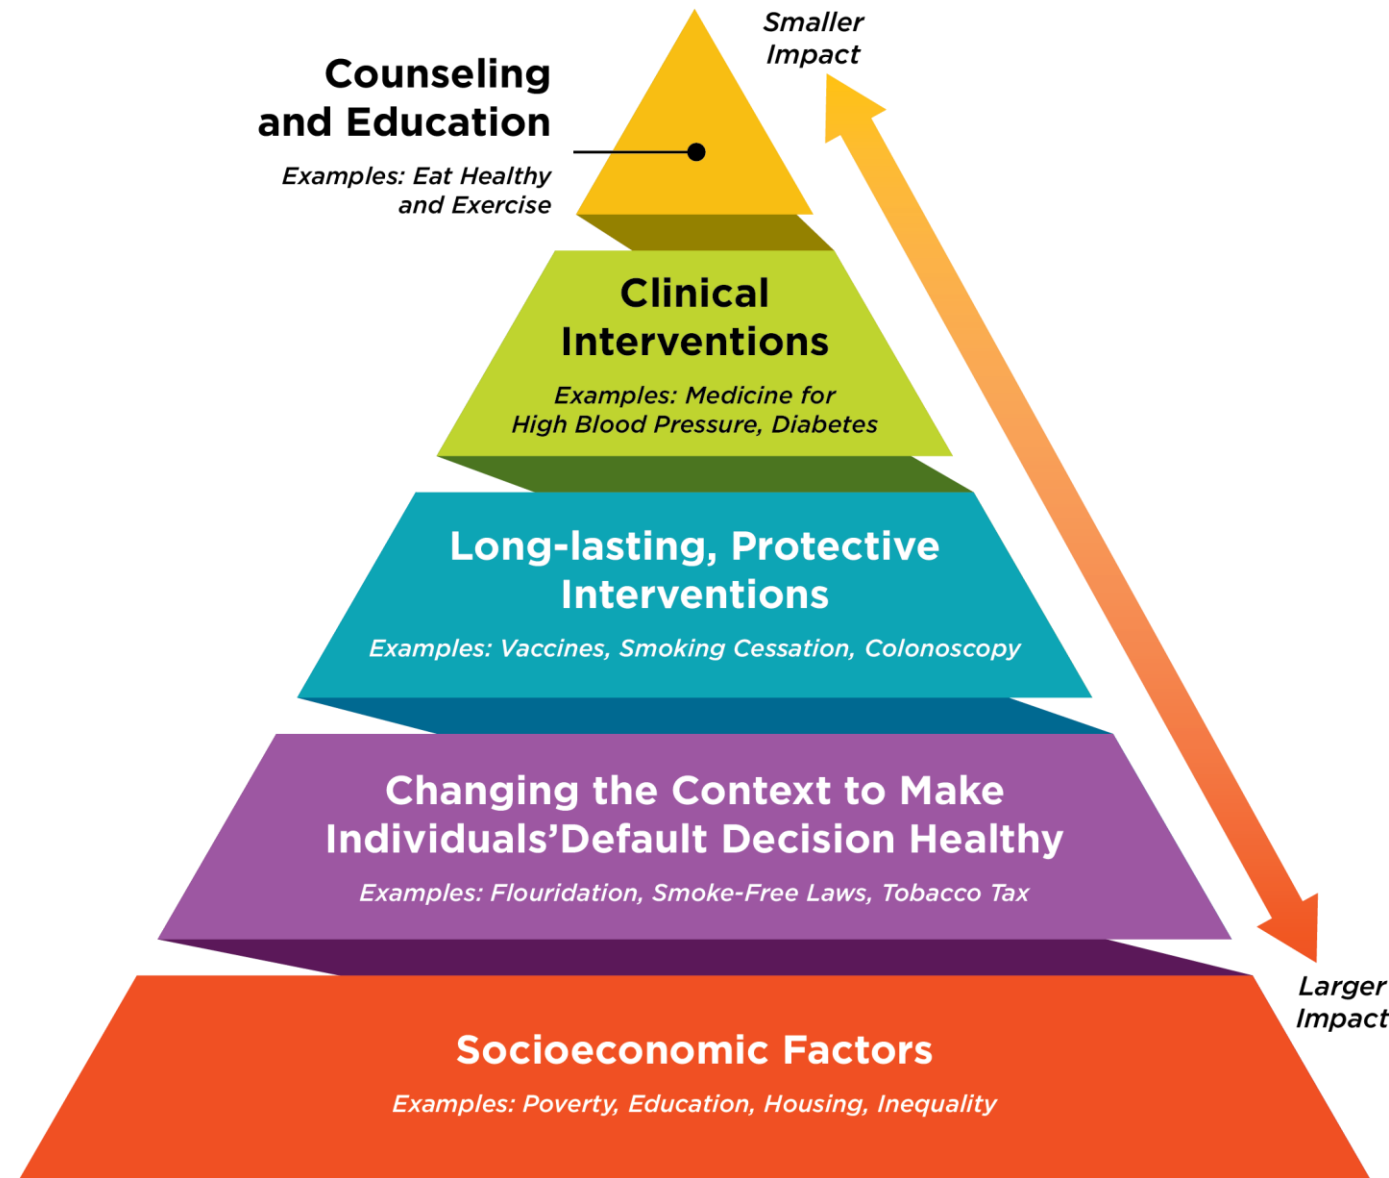 Smaller
Impact
Counseling
and Education
Examples: Eat Healthy
and Exercise
Clinical
Interventions
Examples: Medicine for
High Blood Pressure, Diabetes
Long-lasting, Protective
Interventions
Examples: Vaccines, Smoking Cessation, Colonoscopy
Changing the Context to Make
Individuals’Default Decision Healthy
Examples: Flouridation, Smoke-Free Laws, Tobacco Tax
Larger
Impact
Socioeconomic Factors
Examples: Poverty, Education, Housing, Inequality